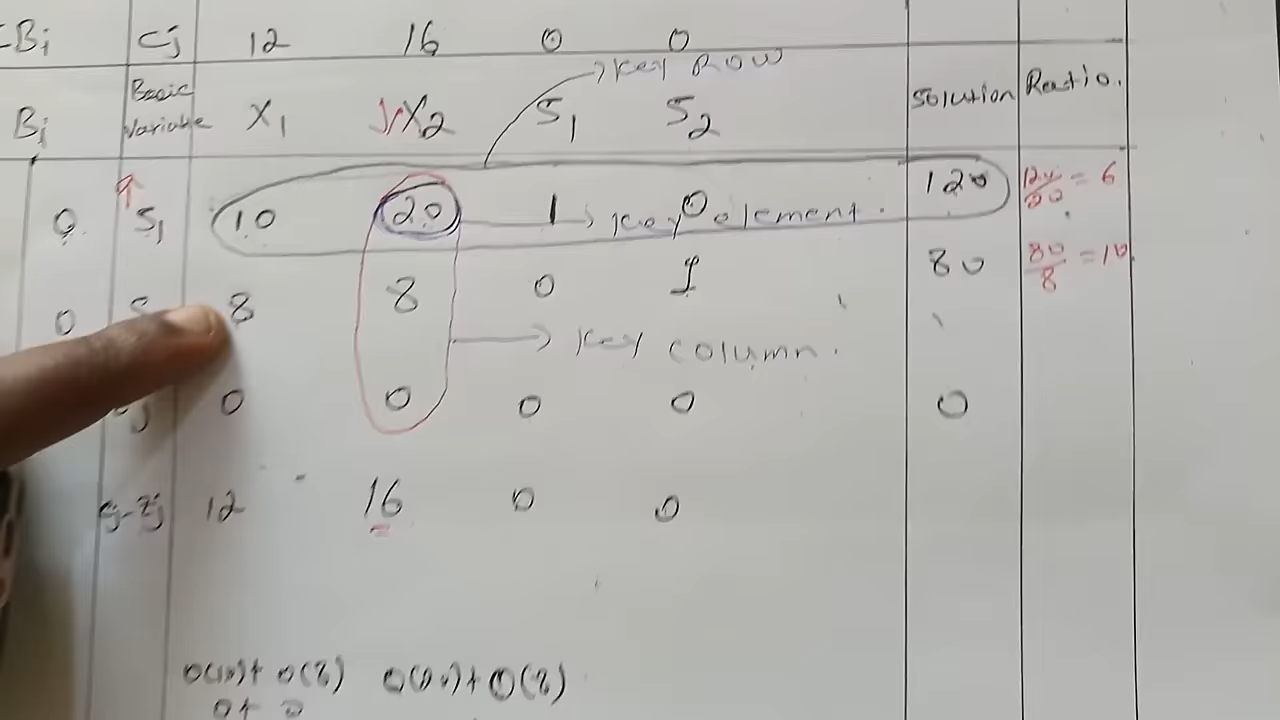 CBi Cj 12 16 0 0
→ Key Row
Bi Basic Variable X1 X2 S1 S2 Solution Ratio.
0 S1 10 20 1 0 120 120/20 = 6
→ Key element.
0 8 8 0 1 80 80/8 = 10
→ Key column.
0 0 0 0 0
Cj-Zj 12 16 0 0
0(10)+ 0(8) 0(20)+0(8)
0+ 0